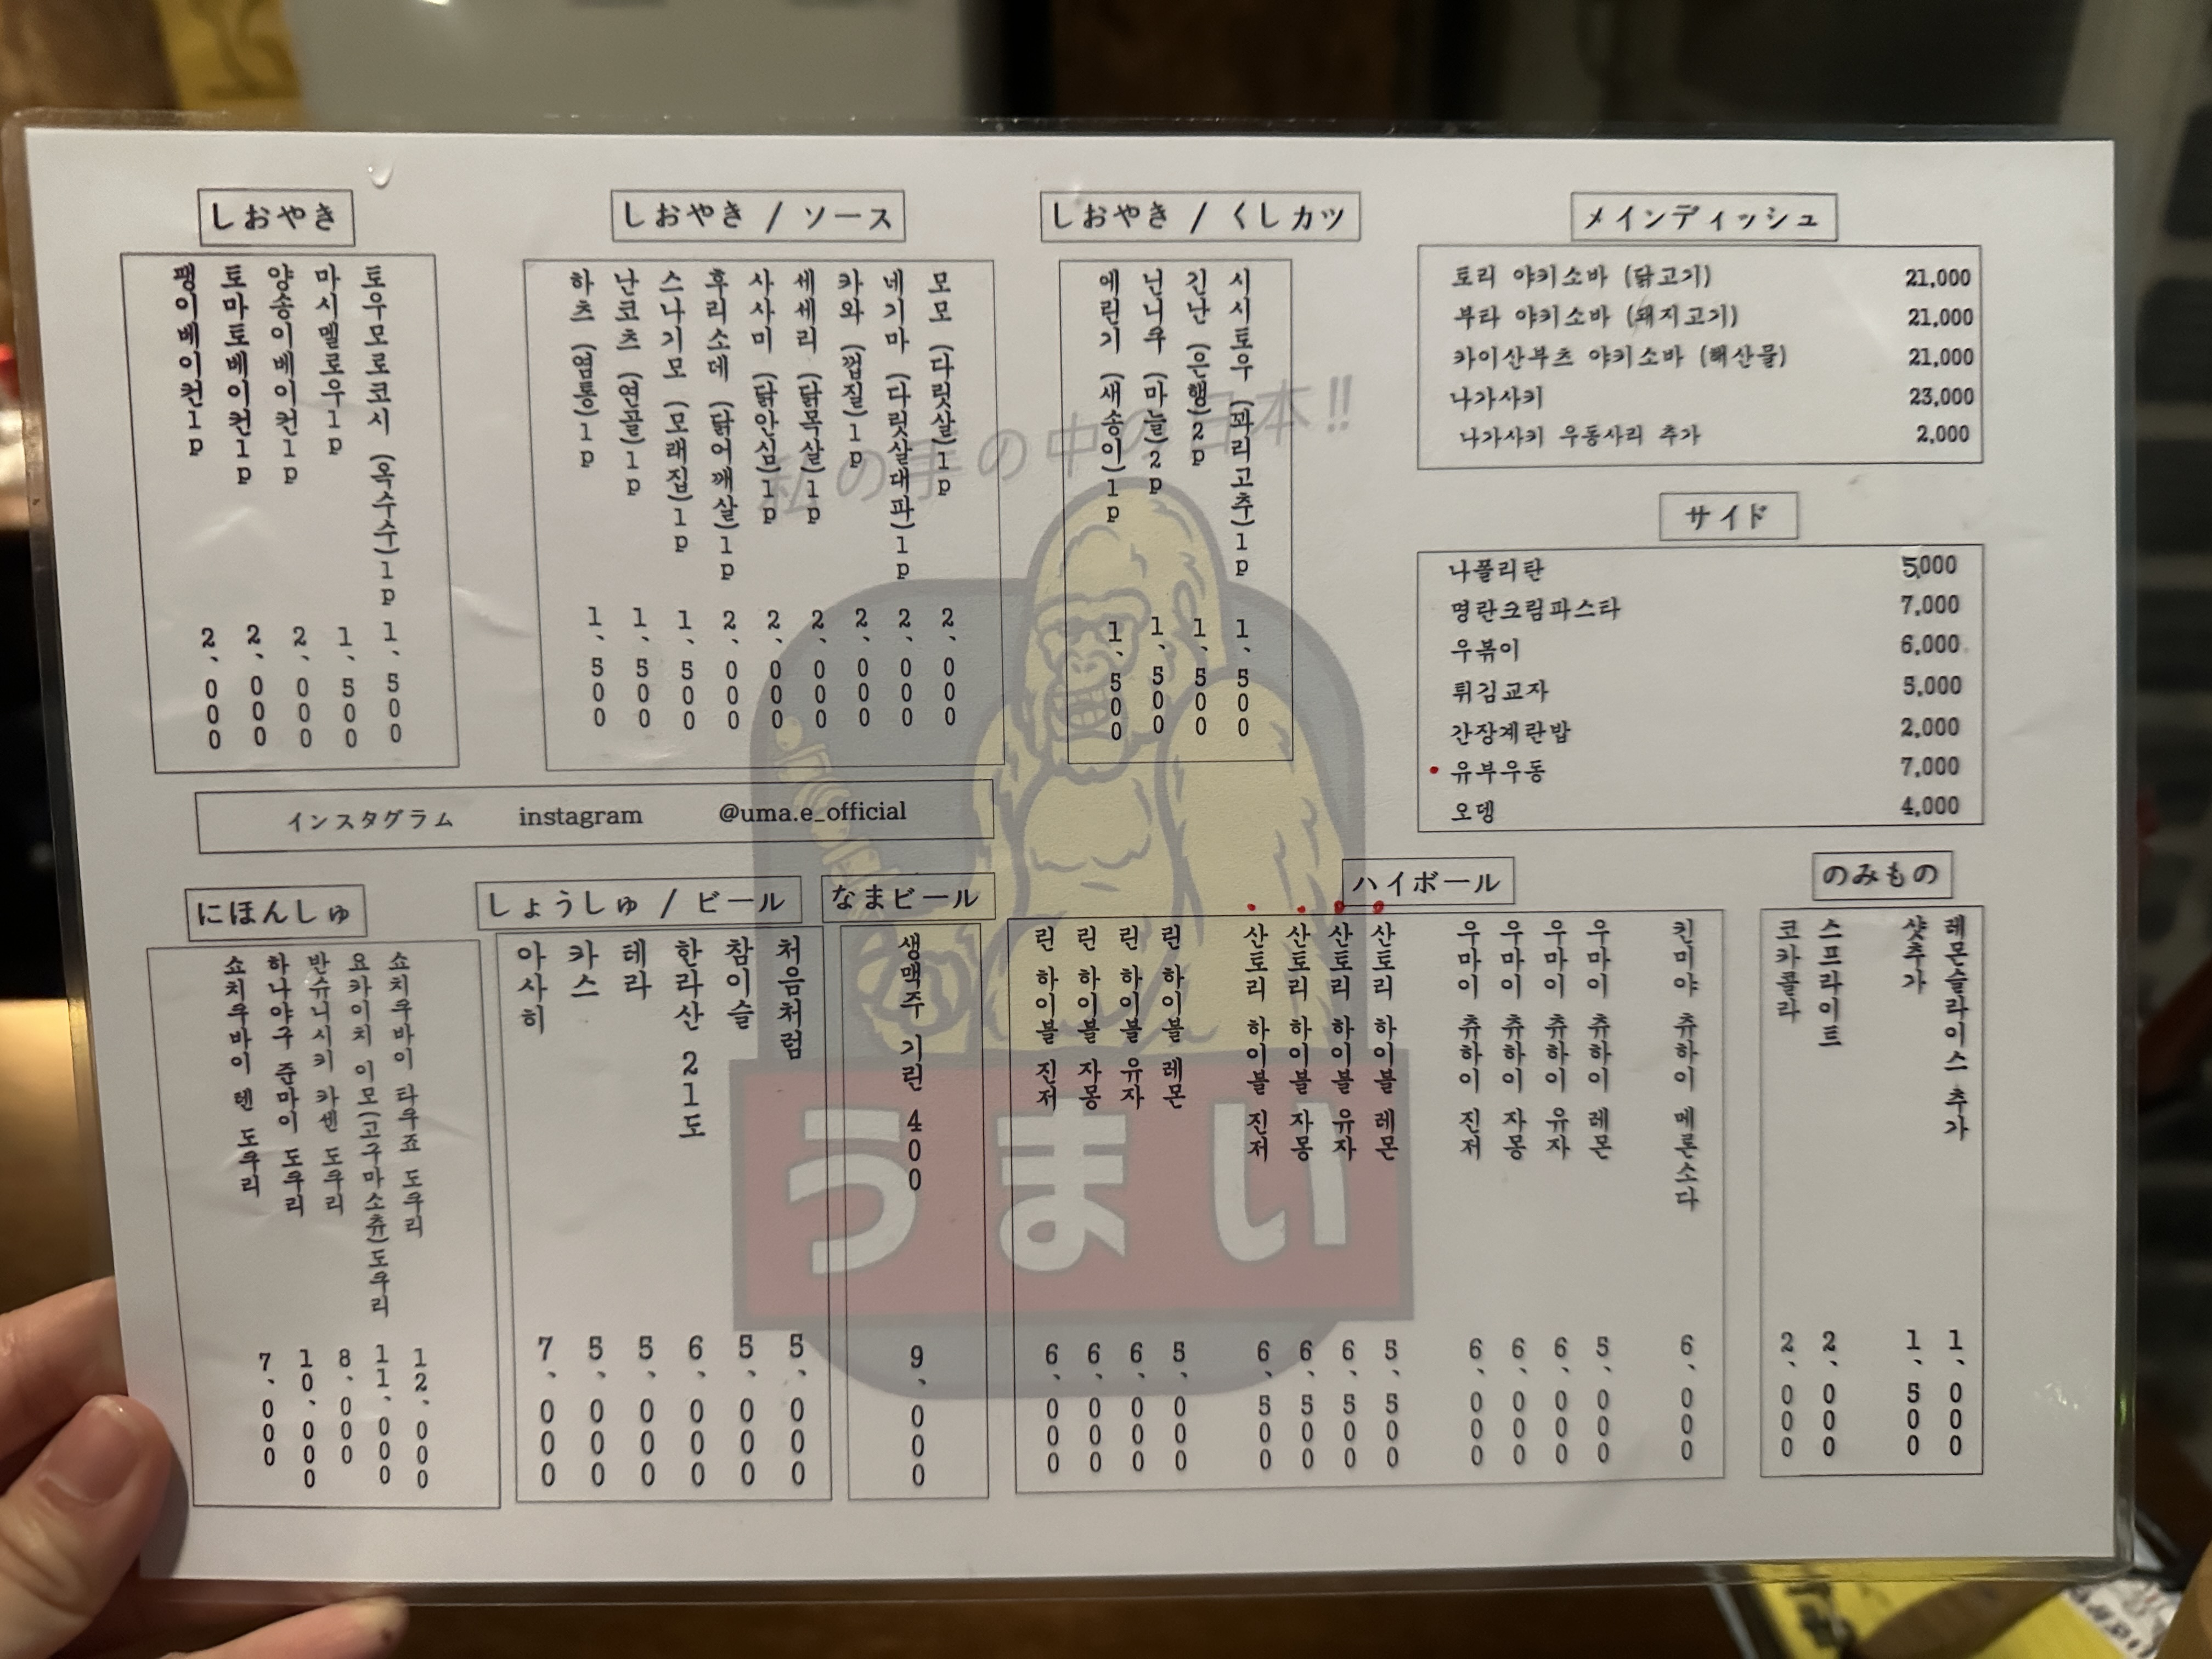 しおやき
토우모로코시 (옥수수)1p 1、500
마시멜로우1p 1、500
양송이베이컨1p 2、000
토마토베이컨1p 2、000
팽이베이컨1p 2、000
しおやき / ソース
모모 (다릿살)1p 2、000
네기마 (다릿살대파)1p 2、000
카와 (껍질)1p 2、000
세세리 (닭목살)1p 2、000
사사미 (닭안심)1p 2、000
후리소데 (닭어깨살)1p 2、000
스나기모 (모래집)1p 1、500
난코츠 (연골)1p 1、500
하츠 (염통)1p 1、500
しおやき / くしカツ
시시토우 (꽈리고추)1p 1、500
긴난 (은행)2p 1、500
닌니쿠 (마늘)2p 1、500
에린기 (새송이)1p 1、500
メインディッシュ
토리 야키소바 (닭고기) 21,000
부타 야키소바 (돼지고기) 21,000
카이산부츠 야키소바 (해산물) 21,000
나가사키 23,000
나가사키 우동사리 추가 2,000
サイド
나폴리탄 5,000
명란크림파스타 7,000
우볶이 6,000
튀김교자 5,000
간장계란밥 2,000
유부우동 7,000
오뎅 4,000
私の手の中の日本!!
インスタグラム instagram @uma.e_official
にほんしゅ
쇼치쿠바이 타쿠죠 도쿠리 12、000
요카이치 이모(고구마소츄)도쿠리 11、000
반슈니시키 카센 도쿠리 8、000
하나야구 준마이 도쿠리 10、000
쇼치쿠바이 텐 도쿠리 7、000
しょうしゅ / ビール
처음처럼 5、000
참이슬 5、000
한라산 21도 6、000
테라 5、000
카스 5、000
아사히 7、000
なまビール
생맥주 기린 400 9、000
ハイボール
킨미야 츄하이 메론소다 6、000
우마이 츄하이 레몬 5、000
우마이 츄하이 유자 6、000
우마이 츄하이 자몽 6、000
우마이 츄하이 진저 6、000
산토리 하이볼 레몬 5、500
산토리 하이볼 유자 6、500
산토리 하이볼 자몽 6、500
산토리 하이볼 진저 6、500
린 하이볼 레몬 5、000
린 하이볼 유자 6、000
린 하이볼 자몽 6、000
린 하이볼 진저 6、000
のみもの
레몬슬라이스 추가 1、000
샷추가 1、500
스프라이트 2、000
코카콜라 2、000
うまい